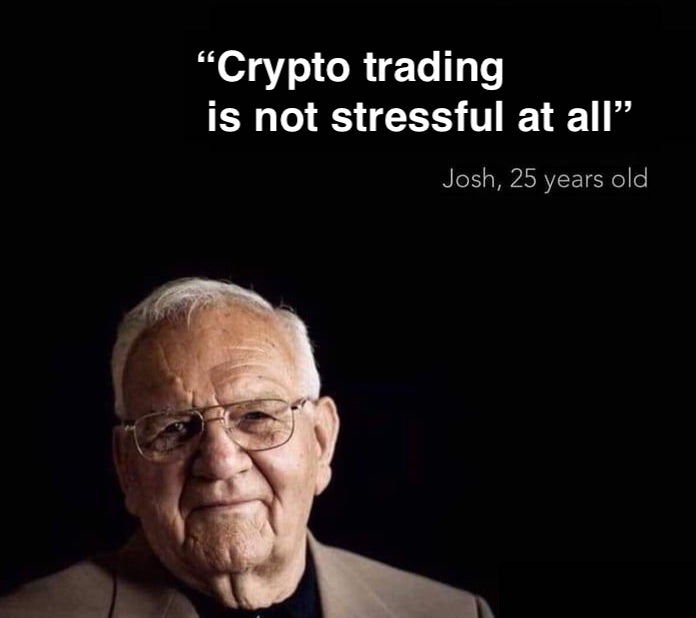 “Crypto trading
is not stressful at all”
Josh, 25 years old